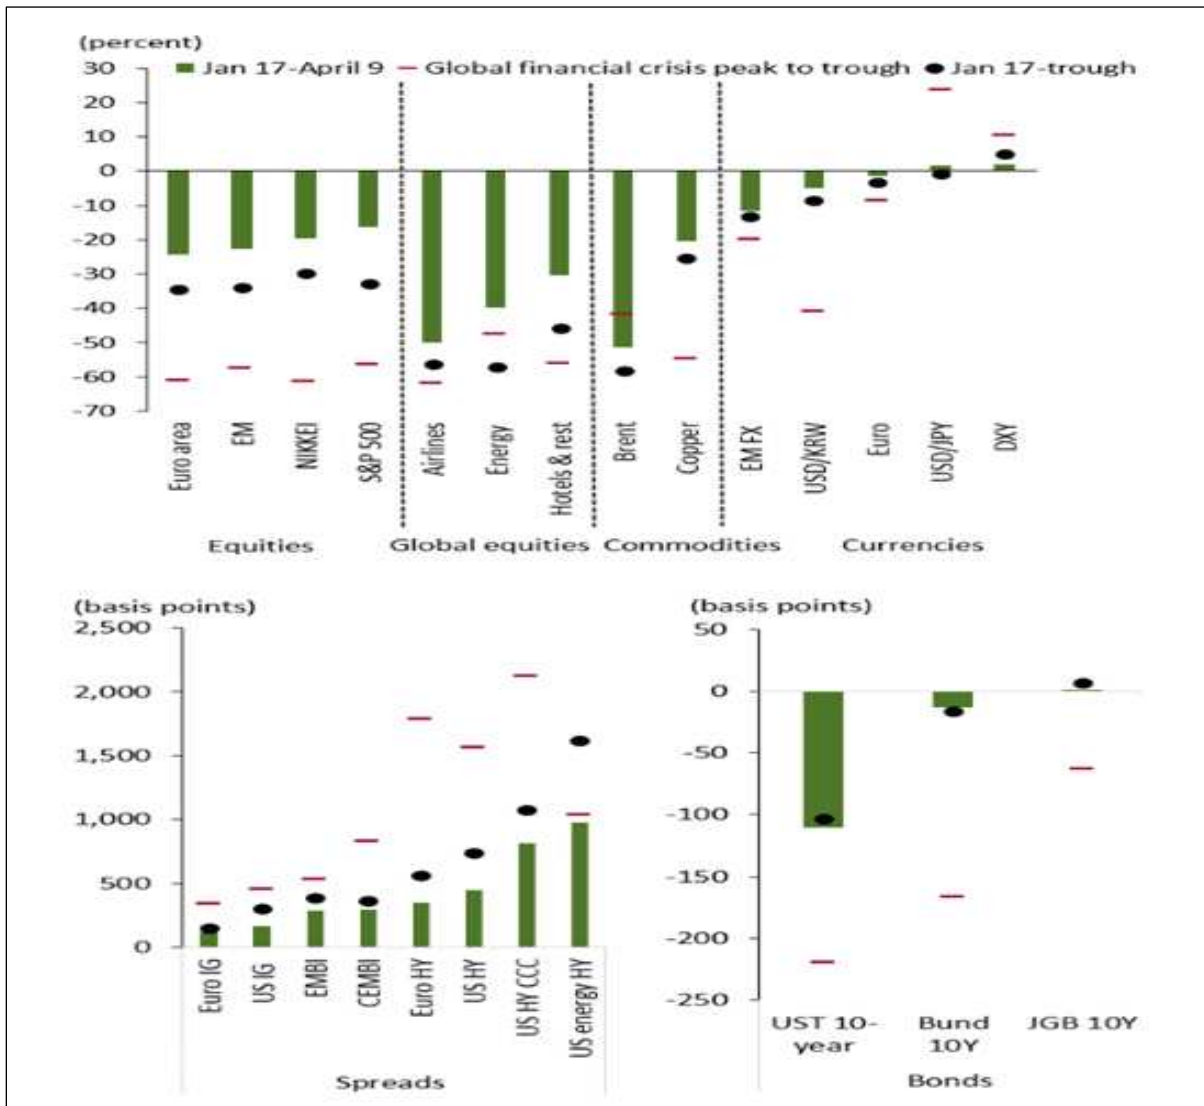 (percent)
Jan 17-April 9 Global financial crisis peak to trough Jan 17-trough
30
20
10
0
-10
-20
-30
-40
-50
-60
-70
Euro area
EM
NIKKEI
S&P 500
Airlines
Energy
Hotels & rest
Brent
Copper
EM FX
USD/KRW
Euro
USD/JPY
DXY
Equities Global equities Commodities Currencies
(basis points)
2,500
2,000
1,500
1,000
500
0
Euro IG
US IG
EMBI
CEMBI
Euro HY
US HY
US HY CCC
US energy HY
Spreads
(basis points)
50
0
-50
-100
-150
-200
-250
UST 10-
year
Bund
10Y
JGB 10Y
Bonds